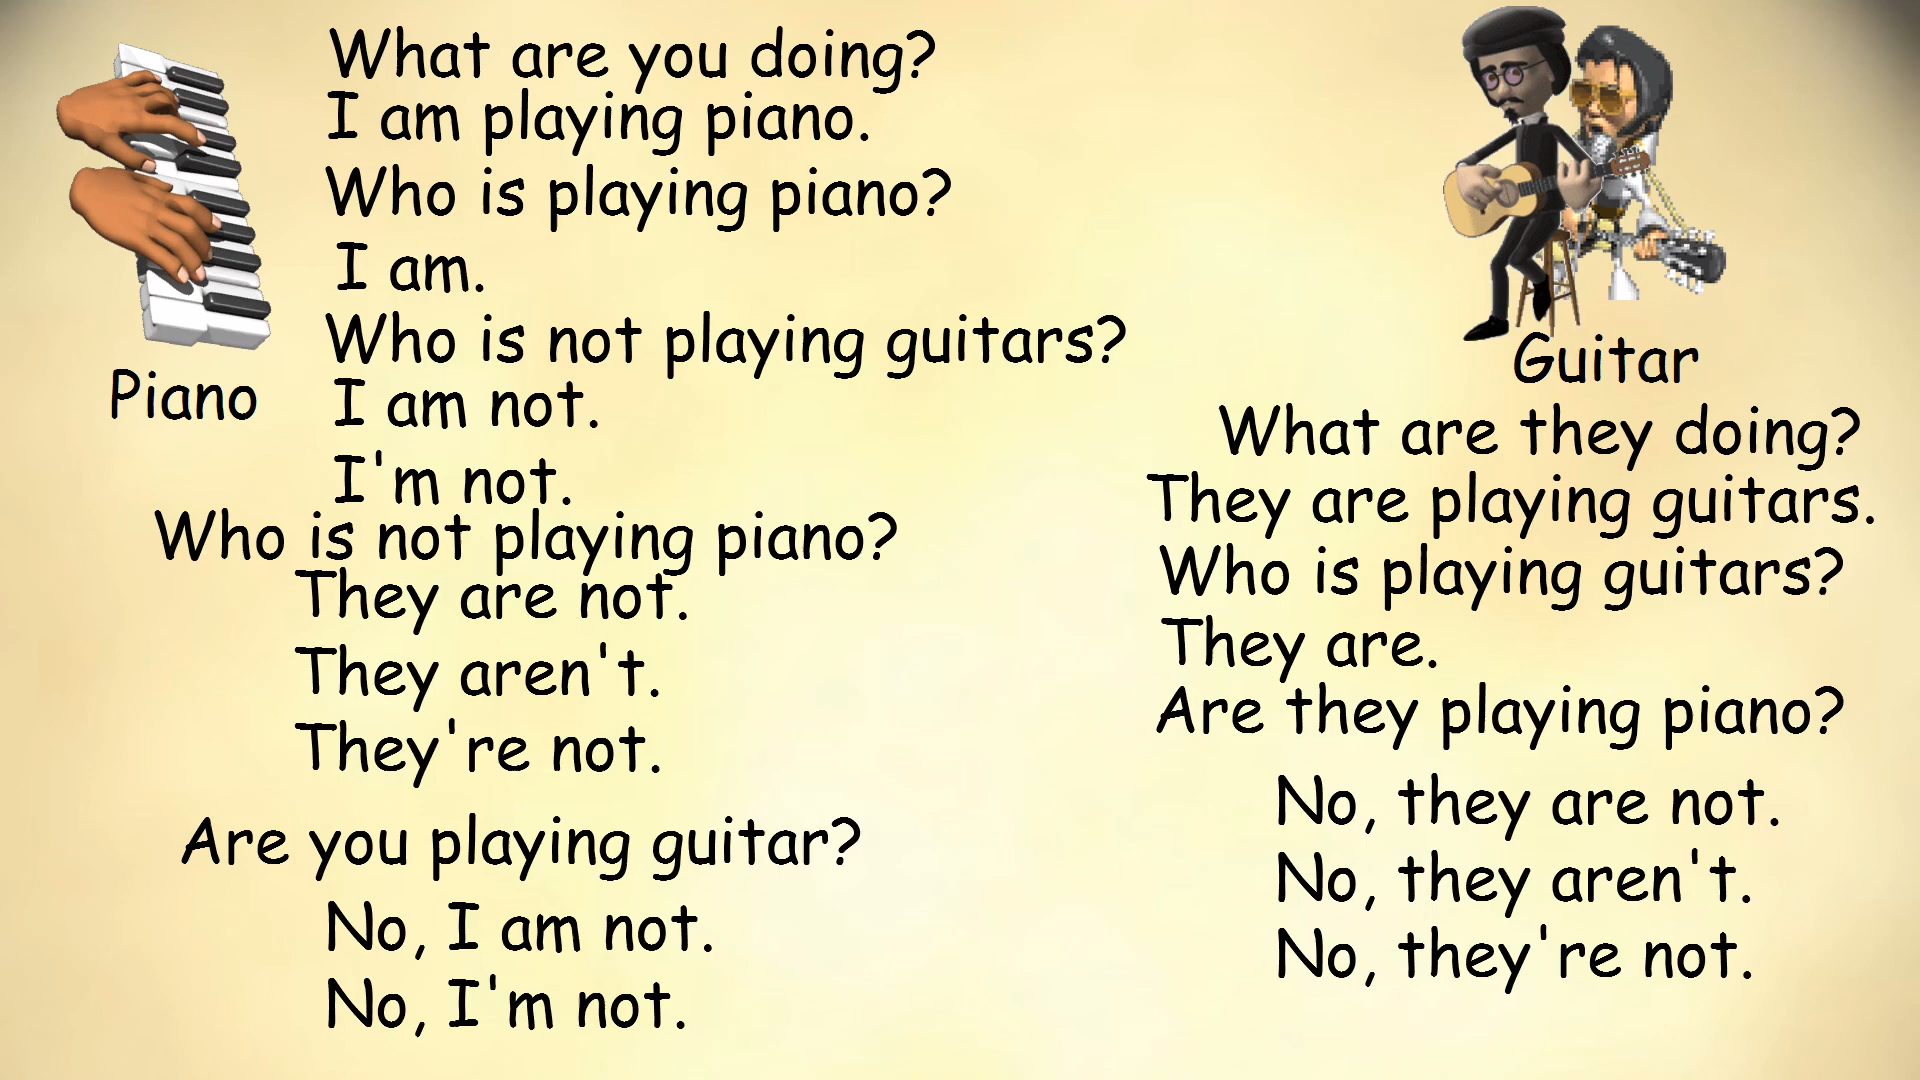 What are you doing?
I am playing piano.
Who is playing piano?
I am.
Who is not playing guitars?
I am not.
I'm not.
Piano
Who is not playing piano?
They are not.
They aren't.
They're not.
Are you playing guitar?
No, I am not.
No, I'm not.
Guitar
What are they doing?
They are playing guitars.
Who is playing guitars?
They are.
Are they playing piano?
No, they are not.
No, they aren't.
No, they're not.